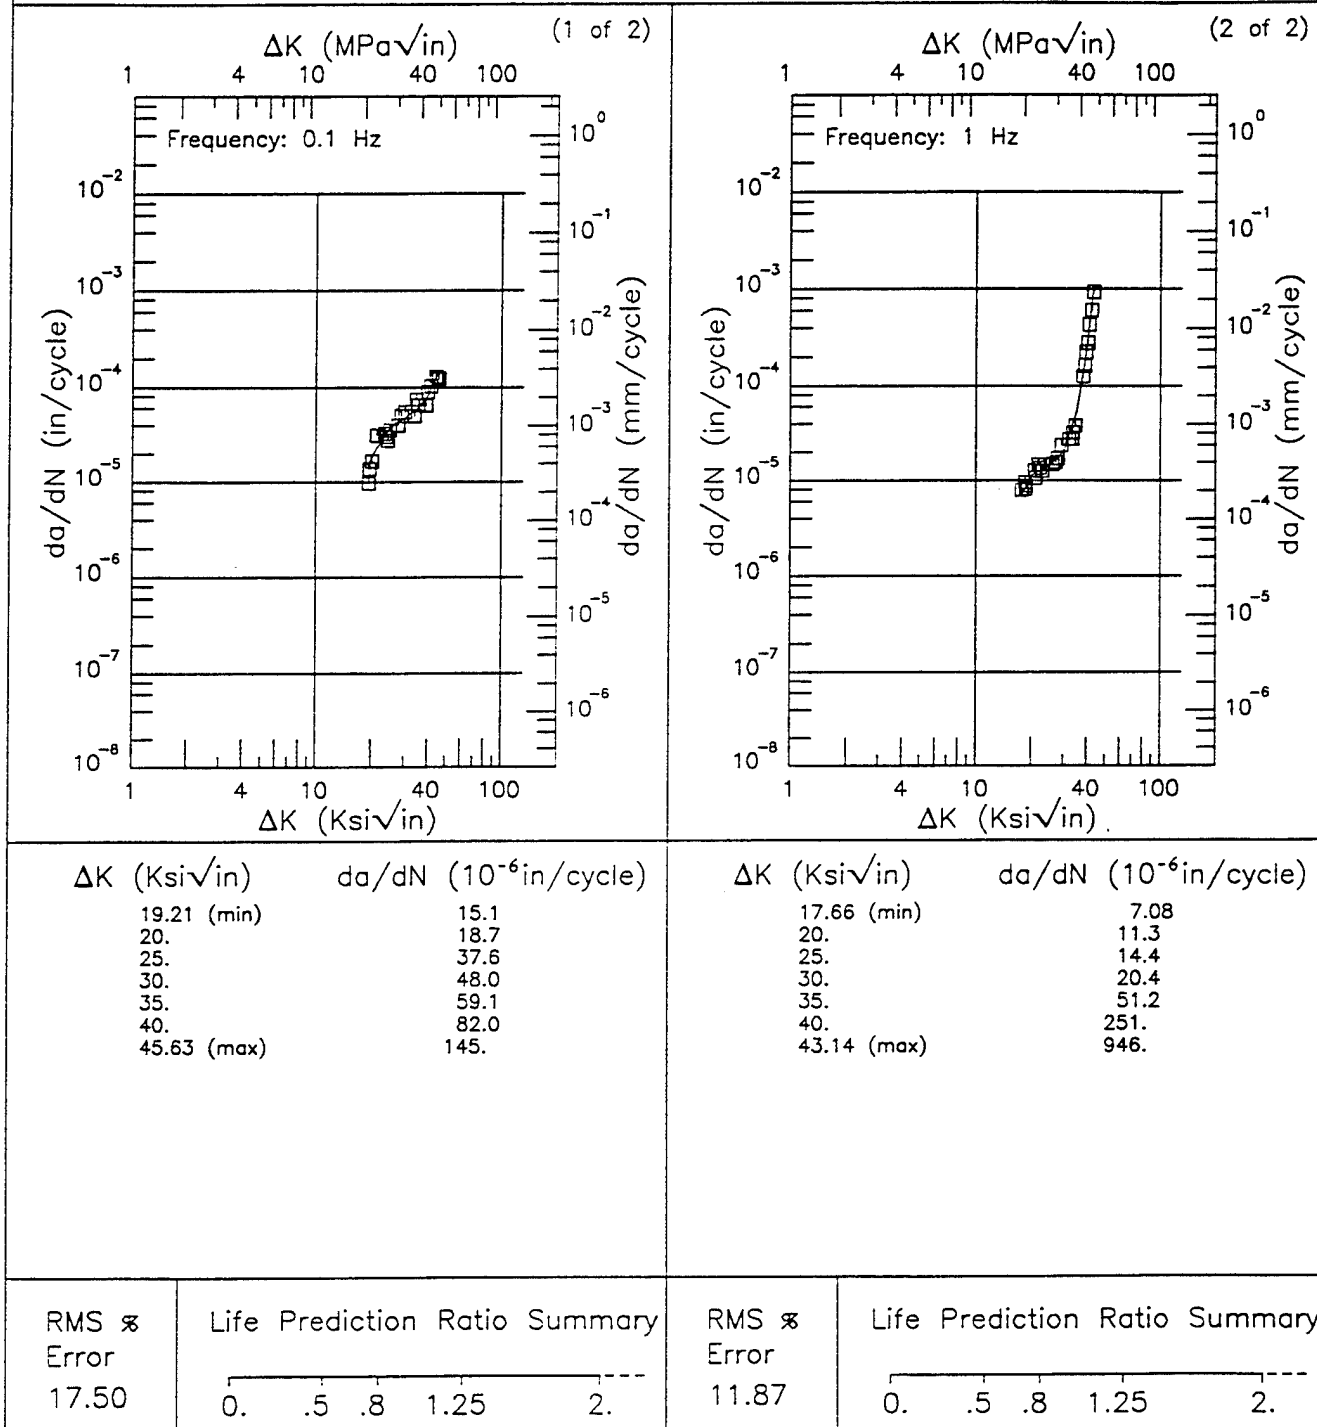 (1 of 2)
ΔK (MPa√in)
1 4 10 40 100
Frequency: 0.1 Hz
da/dN (in/cycle)
10⁻²
10⁻³
10⁻⁴
10⁻⁵
10⁻⁶
10⁻⁷
10⁻⁸
10⁰
10⁻¹
10⁻²
10⁻³
10⁻⁴
10⁻⁵
10⁻⁶
da/dN (mm/cycle)
1 4 10 40 100
ΔK (Ksi√in)
(2 of 2)
ΔK (MPa√in)
1 4 10 40 100
Frequency: 1 Hz
da/dN (in/cycle)
10⁻²
10⁻³
10⁻⁴
10⁻⁵
10⁻⁶
10⁻⁷
10⁻⁸
10⁰
10⁻¹
10⁻²
10⁻³
10⁻⁴
10⁻⁵
10⁻⁶
da/dN (mm/cycle)
1 4 10 40 100
ΔK (Ksi√in)
ΔK (Ksi√in) da/dN (10⁻⁶in/cycle)
19.21 (min) 15.1
20. 18.7
25. 37.6
30. 48.0
35. 59.1
40. 82.0
45.63 (max) 145.
ΔK (Ksi√in) da/dN (10⁻⁶in/cycle)
17.66 (min) 7.08
20. 11.3
25. 14.4
30. 20.4
35. 51.2
40. 251.
43.14 (max) 946.
RMS %
Error
17.50
Life Prediction Ratio Summary
0. .5 .8 1.25 2.
RMS %
Error
11.87
Life Prediction Ratio Summary
0. .5 .8 1.25 2.